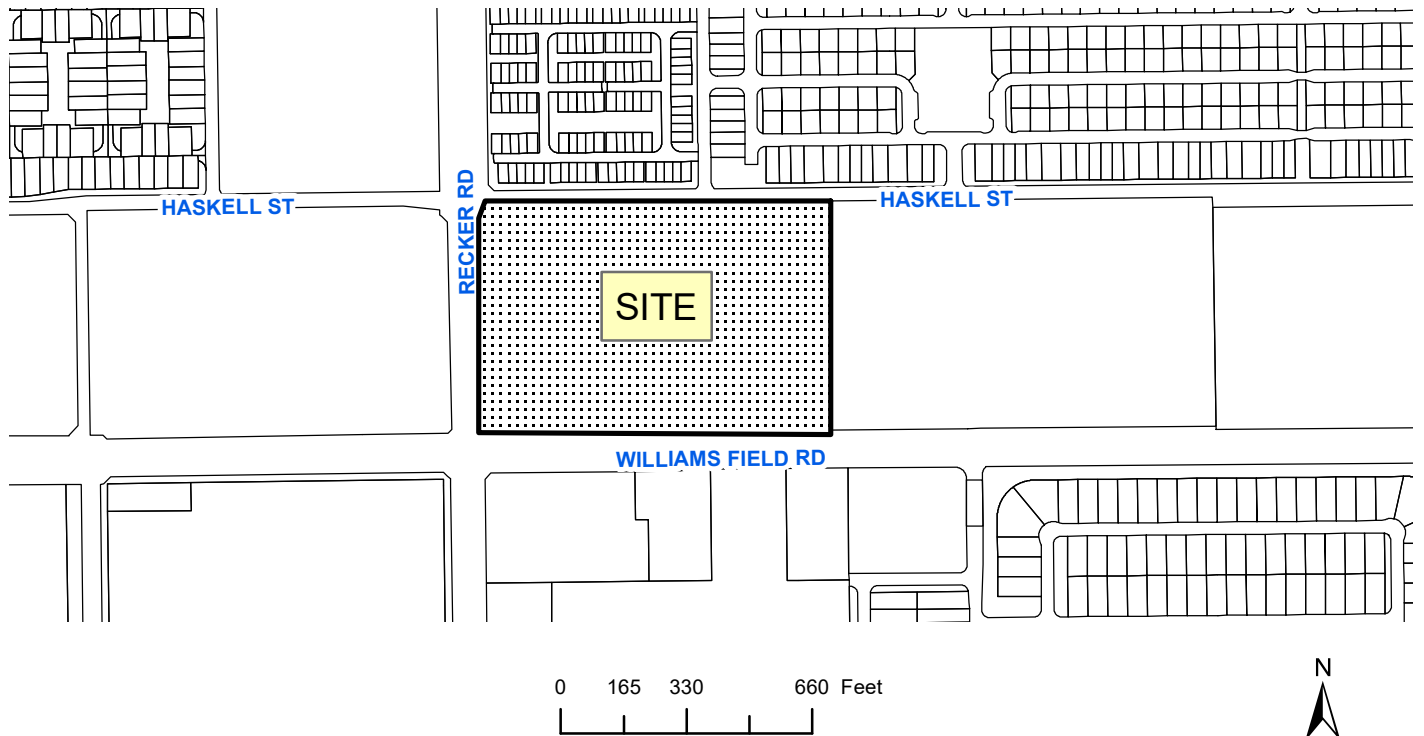 HASKELL ST
HASKELL ST
RECKER RD
SITE
WILLIAMS FIELD RD
0 165 330 660 Feet
N